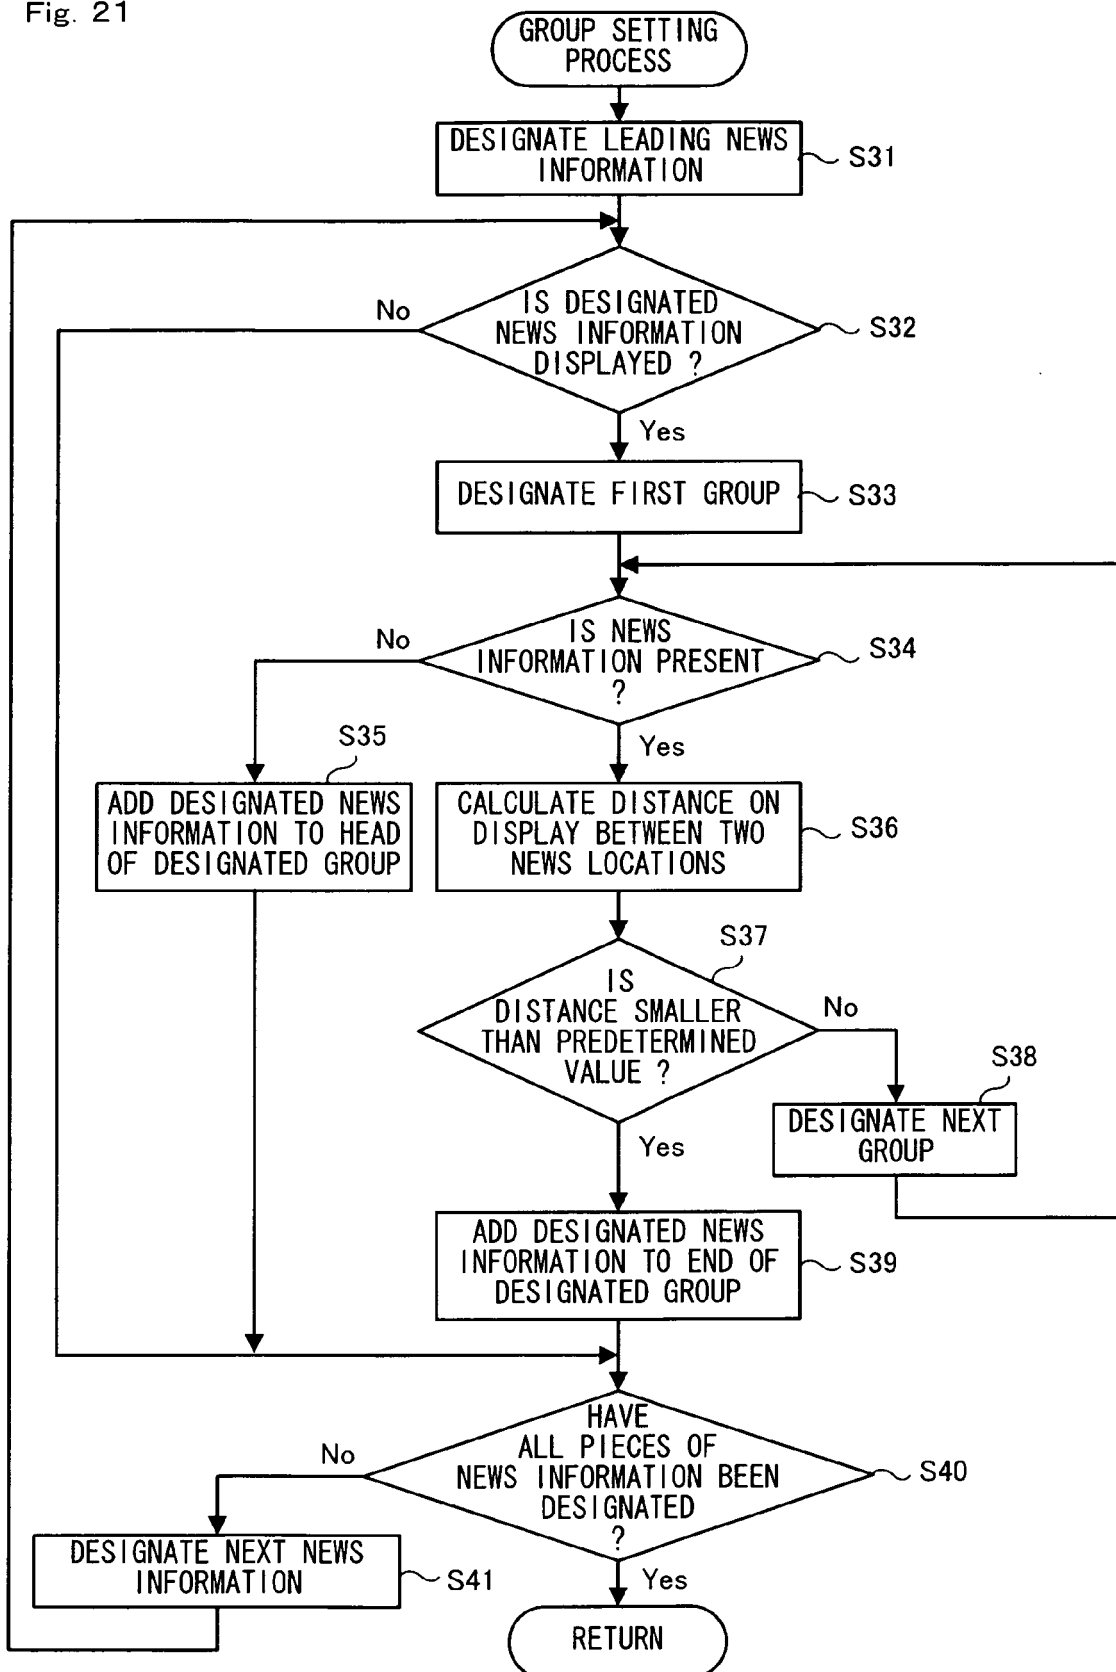 Fig. 21
GROUP SETTING
PROCESS
DESIGNATE LEADING NEWS
INFORMATION
S31
IS DESIGNATED
NEWS INFORMATION
DISPLAYED ?
S32
No
Yes
DESIGNATE FIRST GROUP
S33
IS NEWS
INFORMATION PRESENT
?
S34
No
Yes
S35
ADD DESIGNATED NEWS
INFORMATION TO HEAD
OF DESIGNATED GROUP
CALCULATE DISTANCE ON
DISPLAY BETWEEN TWO
NEWS LOCATIONS
S36
S37
IS
DISTANCE SMALLER
THAN PREDETERMINED
VALUE ?
No
Yes
S38
DESIGNATE NEXT
GROUP
ADD DESIGNATED NEWS
INFORMATION TO END OF
DESIGNATED GROUP
S39
HAVE
ALL PIECES OF
NEWS INFORMATION BEEN
DESIGNATED
?
S40
No
Yes
DESIGNATE NEXT NEWS
INFORMATION
S41
RETURN